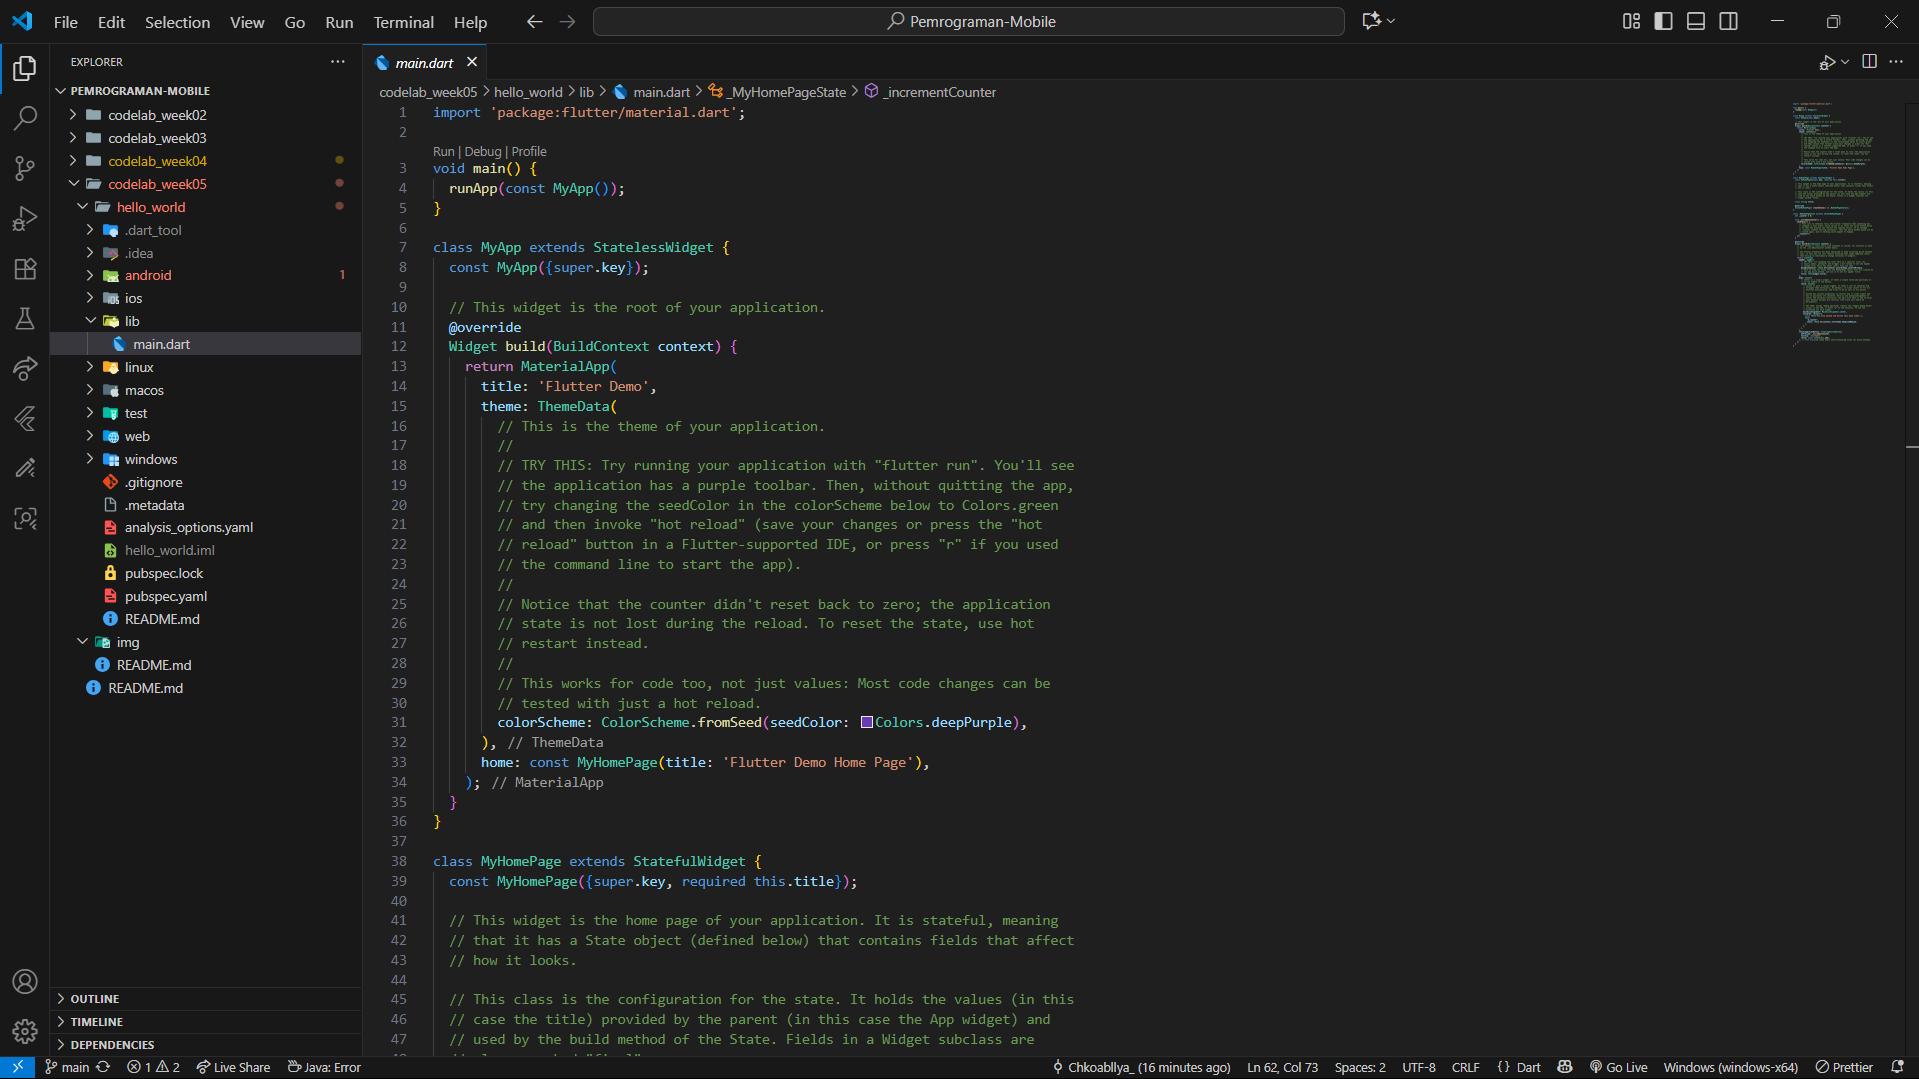 File Edit Selection View Go Run Terminal Help
Pemrograman-Mobile
EXPLORER
PEMROGRAMAN-MOBILE
codelab_week02
codelab_week03
codelab_week04
codelab_week05
hello_world
.dart_tool
.idea
android 1
ios
lib
main.dart
linux
macos
test
web
windows
.gitignore
.metadata
analysis_options.yaml
hello_world.iml
pubspec.lock
pubspec.yaml
README.md
img
README.md
README.md
OUTLINE
TIMELINE
DEPENDENCIES
main.dart
codelab_week05 > hello_world > lib > main.dart > _MyHomePageState > _incrementCounter
1 import 'package:flutter/material.dart';
2
Run | Debug | Profile
3 void main() {
4 runApp(const MyApp());
5 }
6
7 class MyApp extends StatelessWidget {
8 const MyApp({super.key});
9
10 // This widget is the root of your application.
11 @override
12 Widget build(BuildContext context) {
13 return MaterialApp(
14 title: 'Flutter Demo',
15 theme: ThemeData(
16 // This is the theme of your application.
17 //
18 // TRY THIS: Try running your application with "flutter run". You'll see
19 // the application has a purple toolbar. Then, without quitting the app,
20 // try changing the seedColor in the colorScheme below to Colors.green
21 // and then invoke "hot reload" (save your changes or press the "hot
22 // reload" button in a Flutter-supported IDE, or press "r" if you used
23 // the command line to start the app).
24 //
25 // Notice that the counter didn't reset back to zero; the application
26 // state is not lost during the reload. To reset the state, use hot
27 // restart instead.
28 //
29 // This works for code too, not just values: Most code changes can be
30 // tested with just a hot reload.
31 colorScheme: ColorScheme.fromSeed(seedColor: Colors.deepPurple),
32 ), // ThemeData
33 home: const MyHomePage(title: 'Flutter Demo Home Page'),
34 ); // MaterialApp
35 }
36 }
37
38 class MyHomePage extends StatefulWidget {
39 const MyHomePage({super.key, required this.title});
40
41 // This widget is the home page of your application. It is stateful, meaning
42 // that it has a State object (defined below) that contains fields that affect
43 // how it looks.
44
45 // This class is the configuration for the state. It holds the values (in this
46 // case the title) provided by the parent (in this case the App widget) and
47 // used by the build method of the State. Fields in a Widget subclass are
main 1 2 Live Share Java: Error Chkoabllya_ (16 minutes ago) Ln 62, Col 73 Spaces: 2 UTF-8 CRLF {} Dart Go Live Windows (windows-x64) Prettier